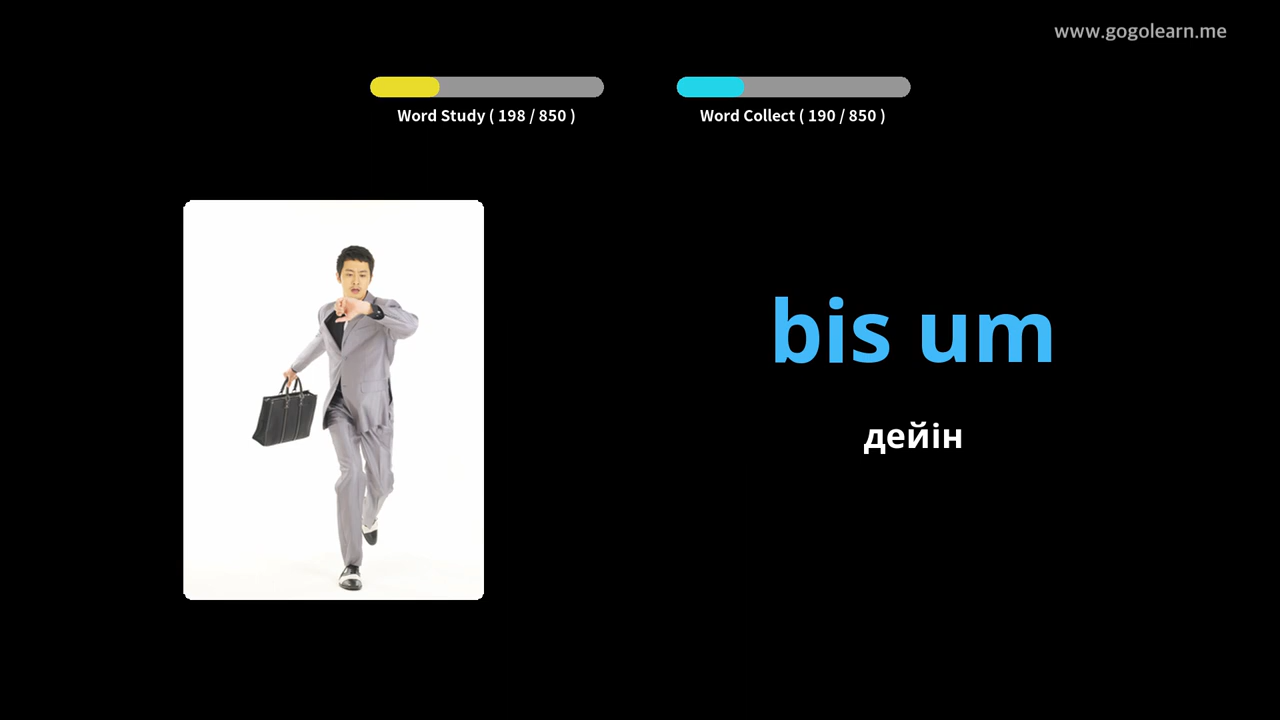 www.gogolearn.me
Word Study ( 198 / 850 )
Word Collect ( 190 / 850 )
bis um
дейін